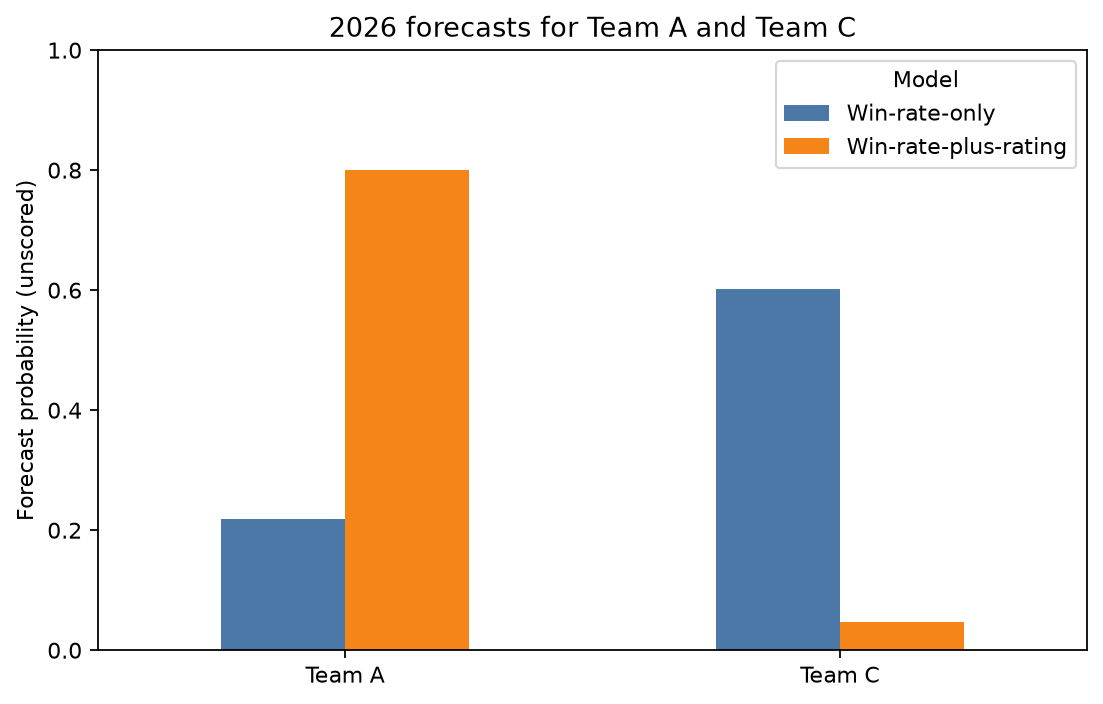 2026 forecasts for Team A and Team C
Forecast probability (unscored)
1.0
0.8
0.6
0.4
0.2
0.0
Model
Win-rate-only
Win-rate-plus-rating
Team A
Team C